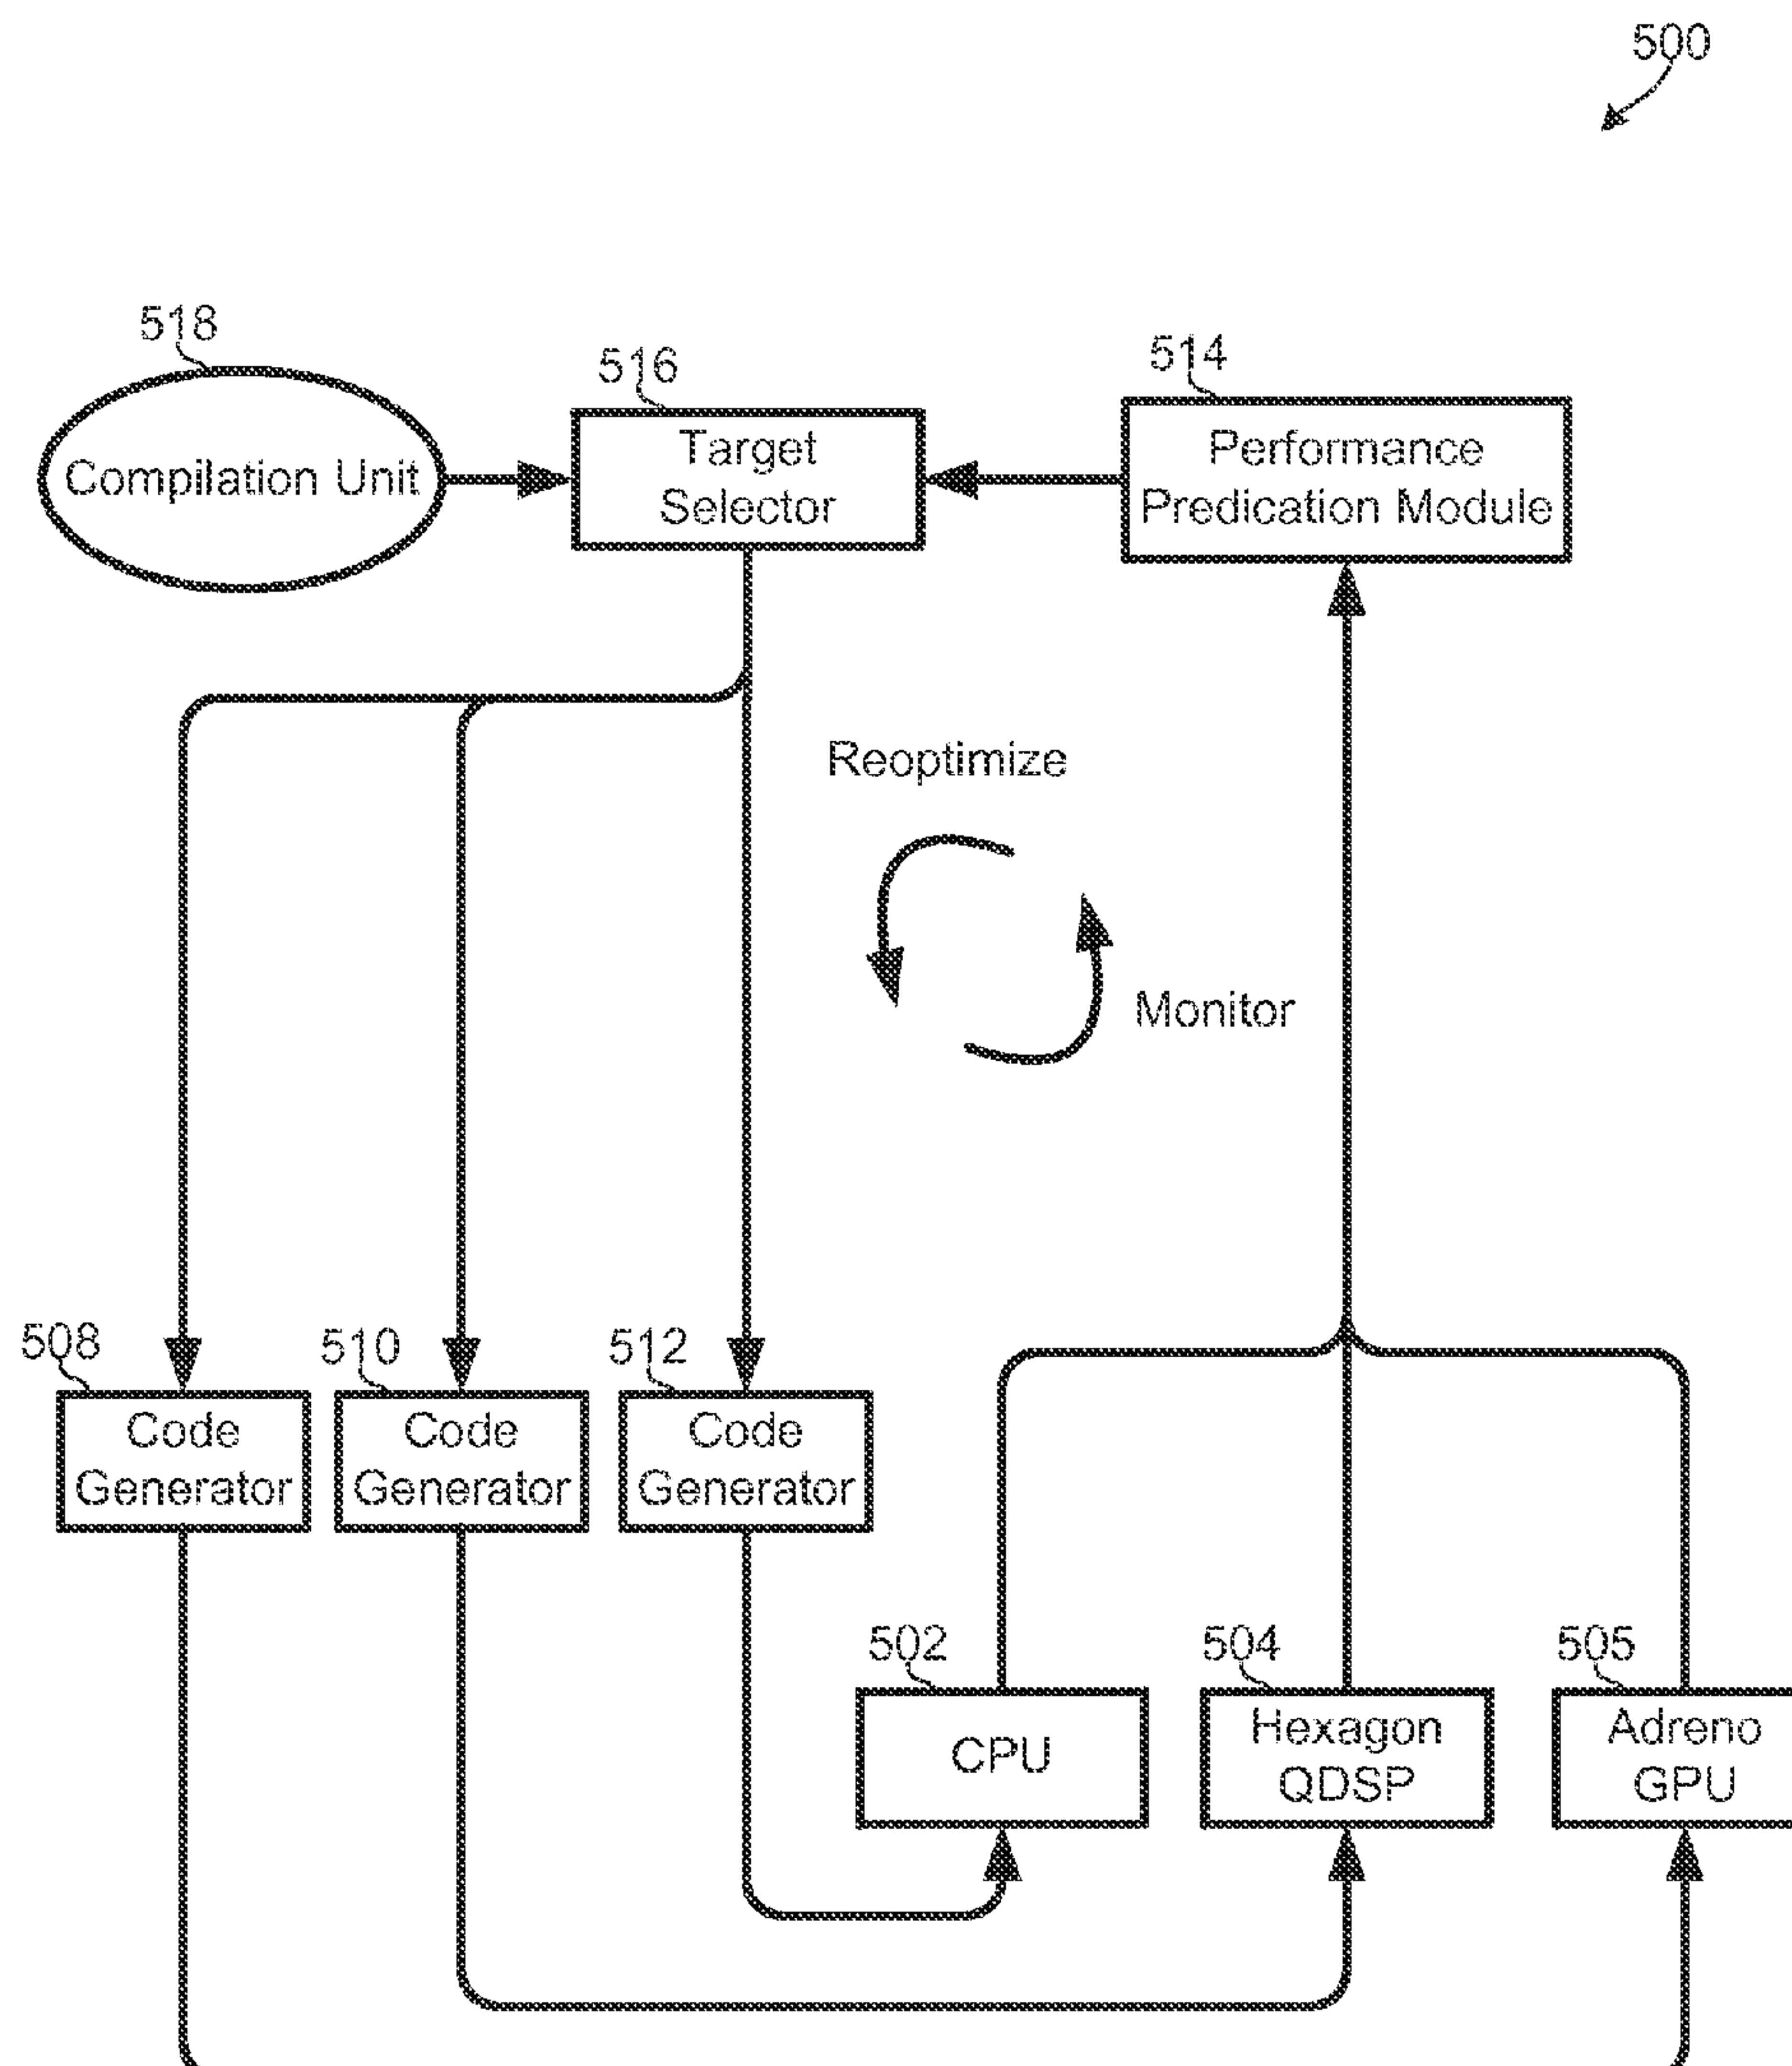 500
518
516
514
Compilation Unit
Target
Selector
Performance
Predication Module
Reoptimize
Monitor
508
510
512
Code
Generator
Code
Generator
Code
Generator
502
504
505
CPU
Hexagon
QDSP
Adreno
GPU